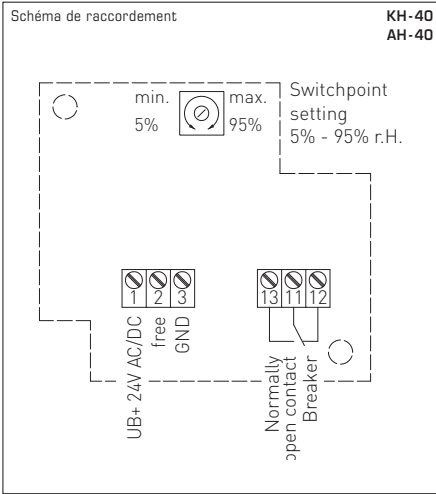 Schéma de raccordement
KH-40
AH-40
min.
max.
5%
95%
Switchpoint
setting
5% - 95% r.H.
1 2 3
13 11 12
UB+ 24V AC/DC
free
GND
Normally
open contact
Breaker